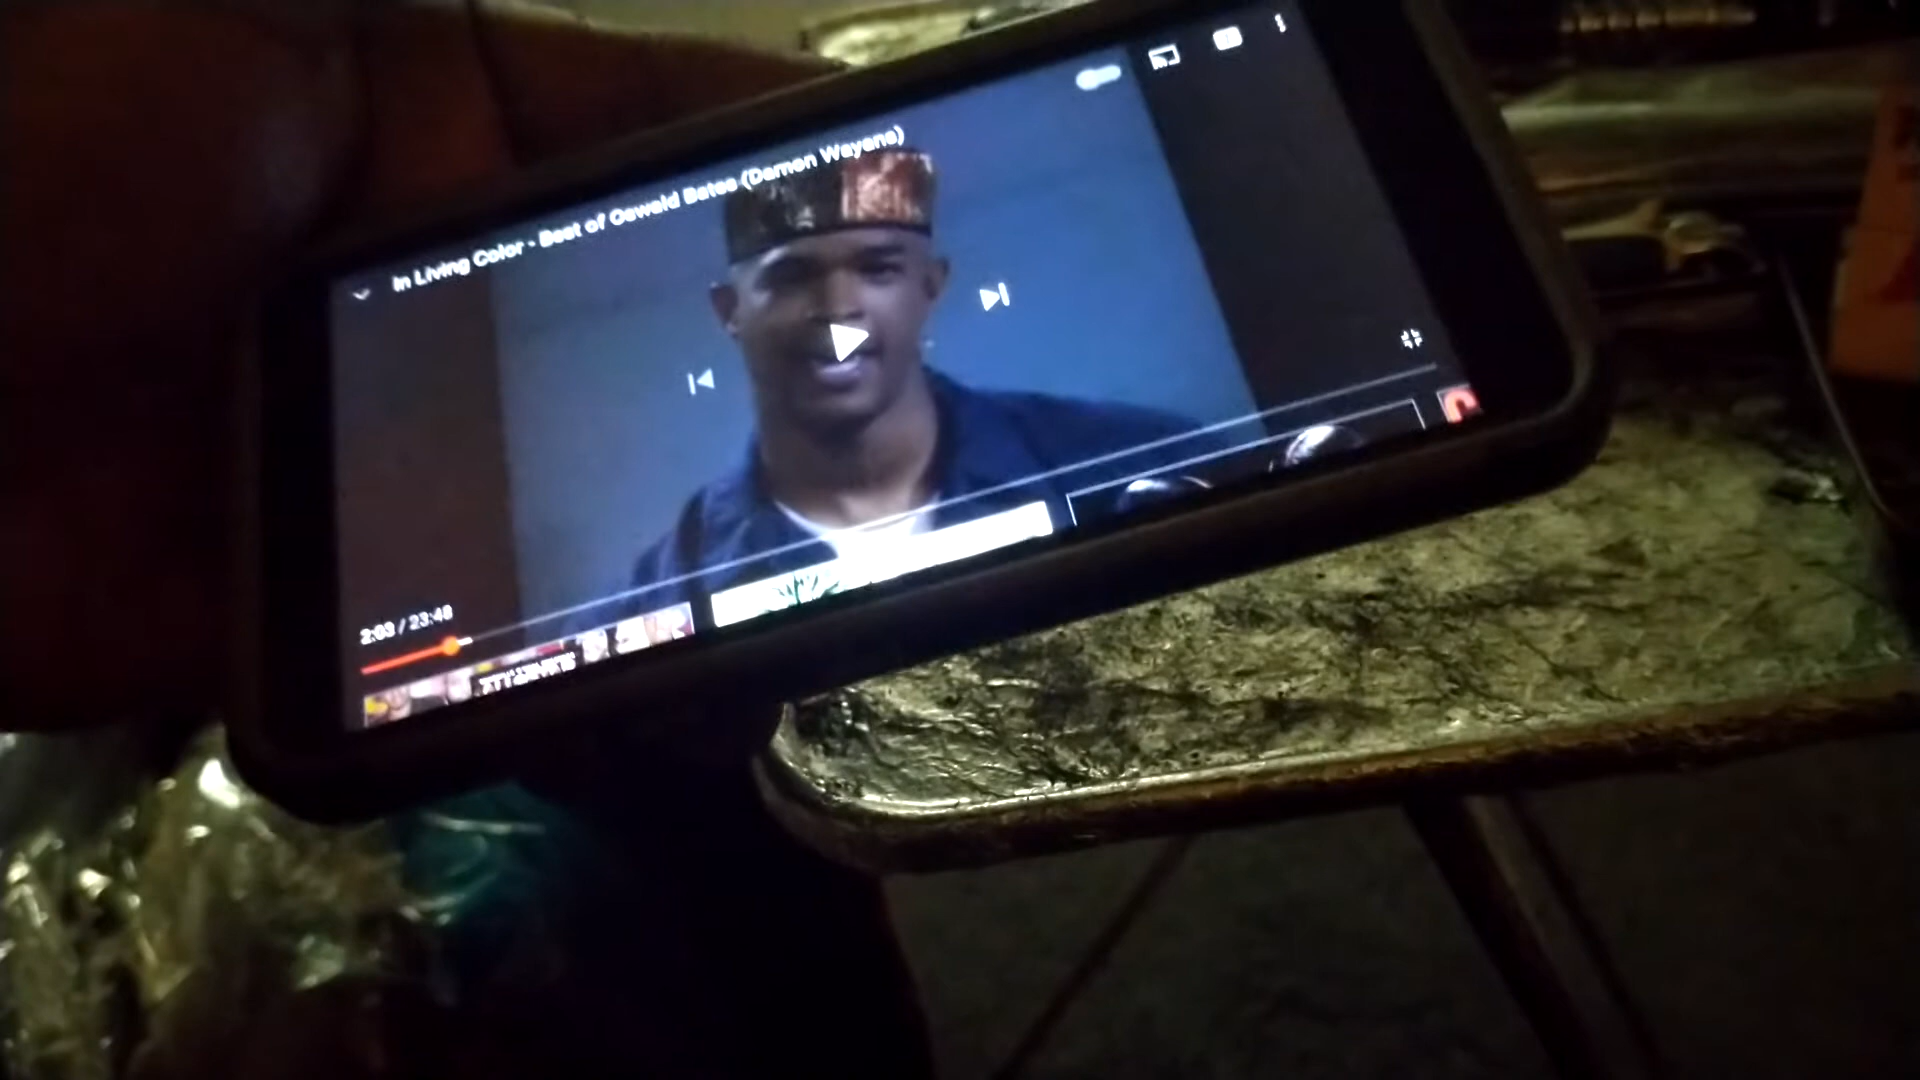 In Living Color - Best of Oswald Bates (Damon Wayans)
2:03 / 23:48